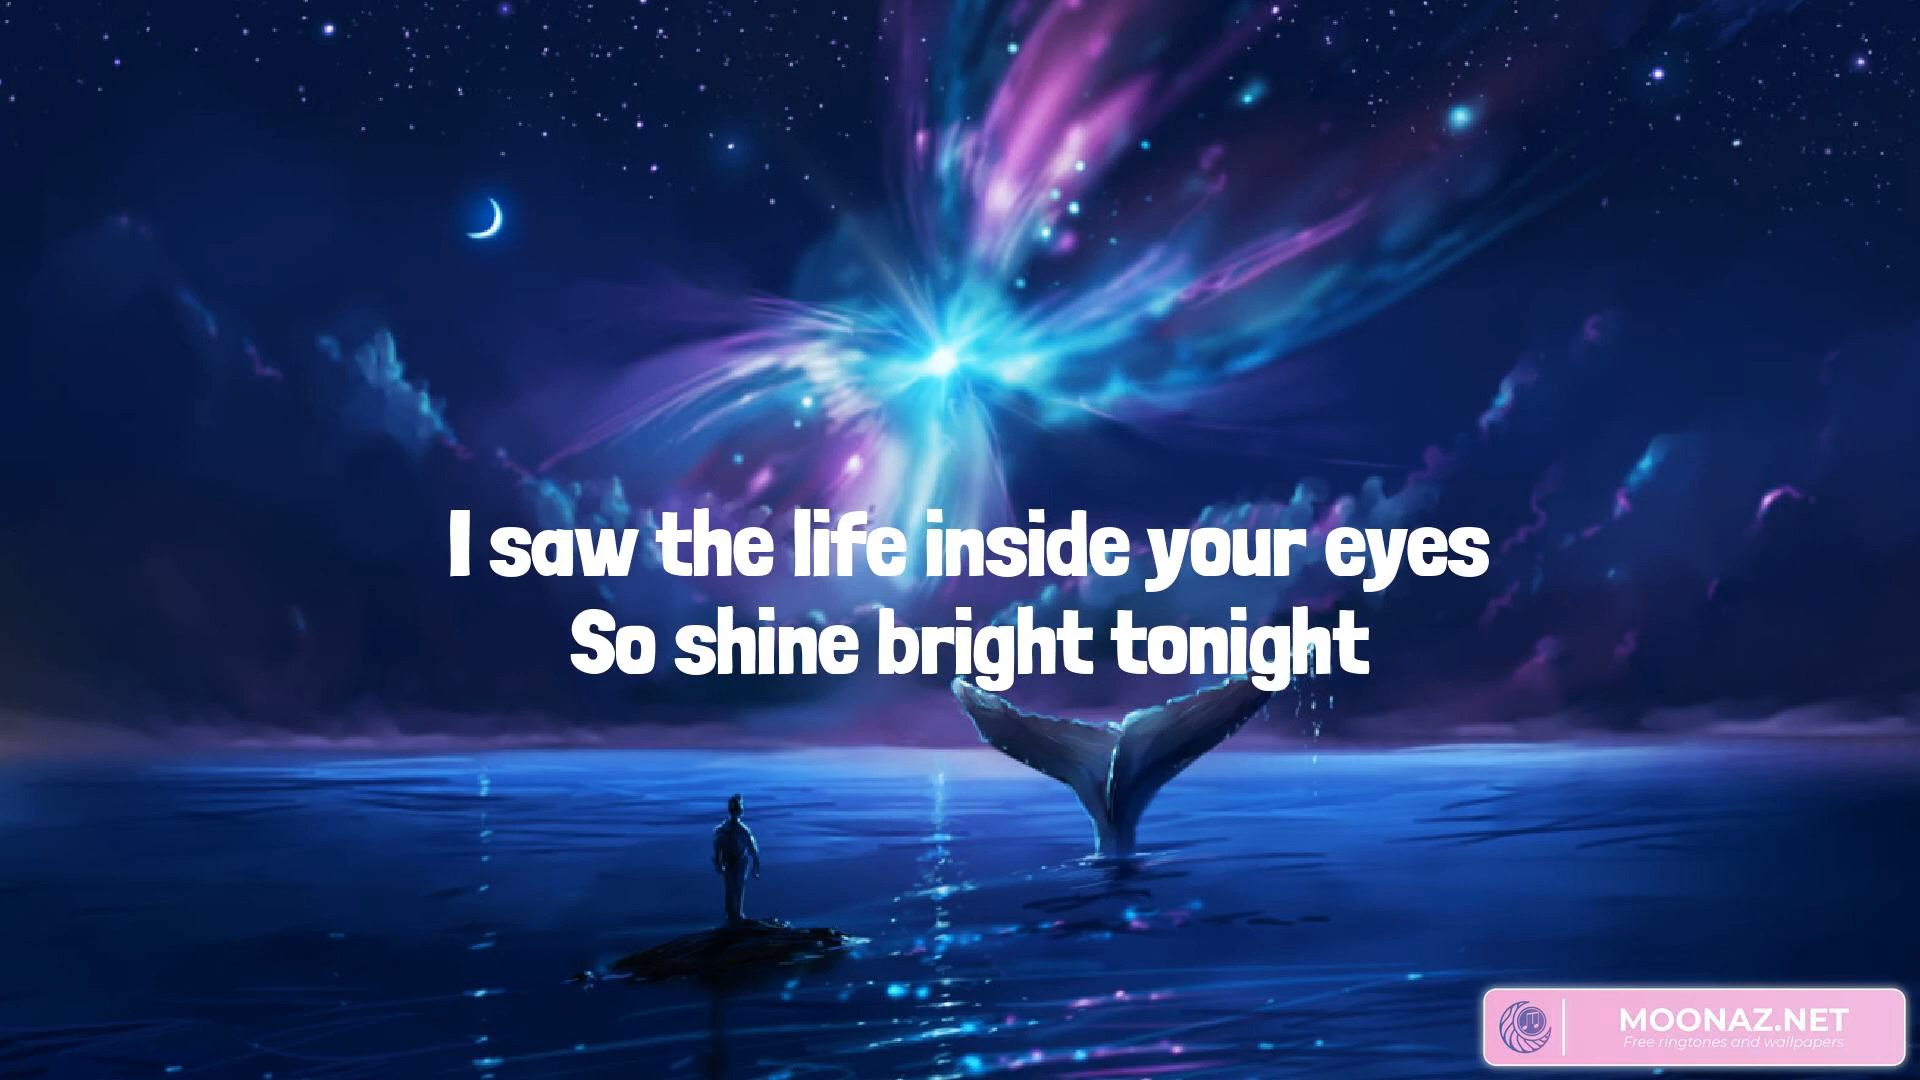 I saw the life inside your eyes
So shine bright tonight
MOONAZ.NET
Free ringtones and wallpapers